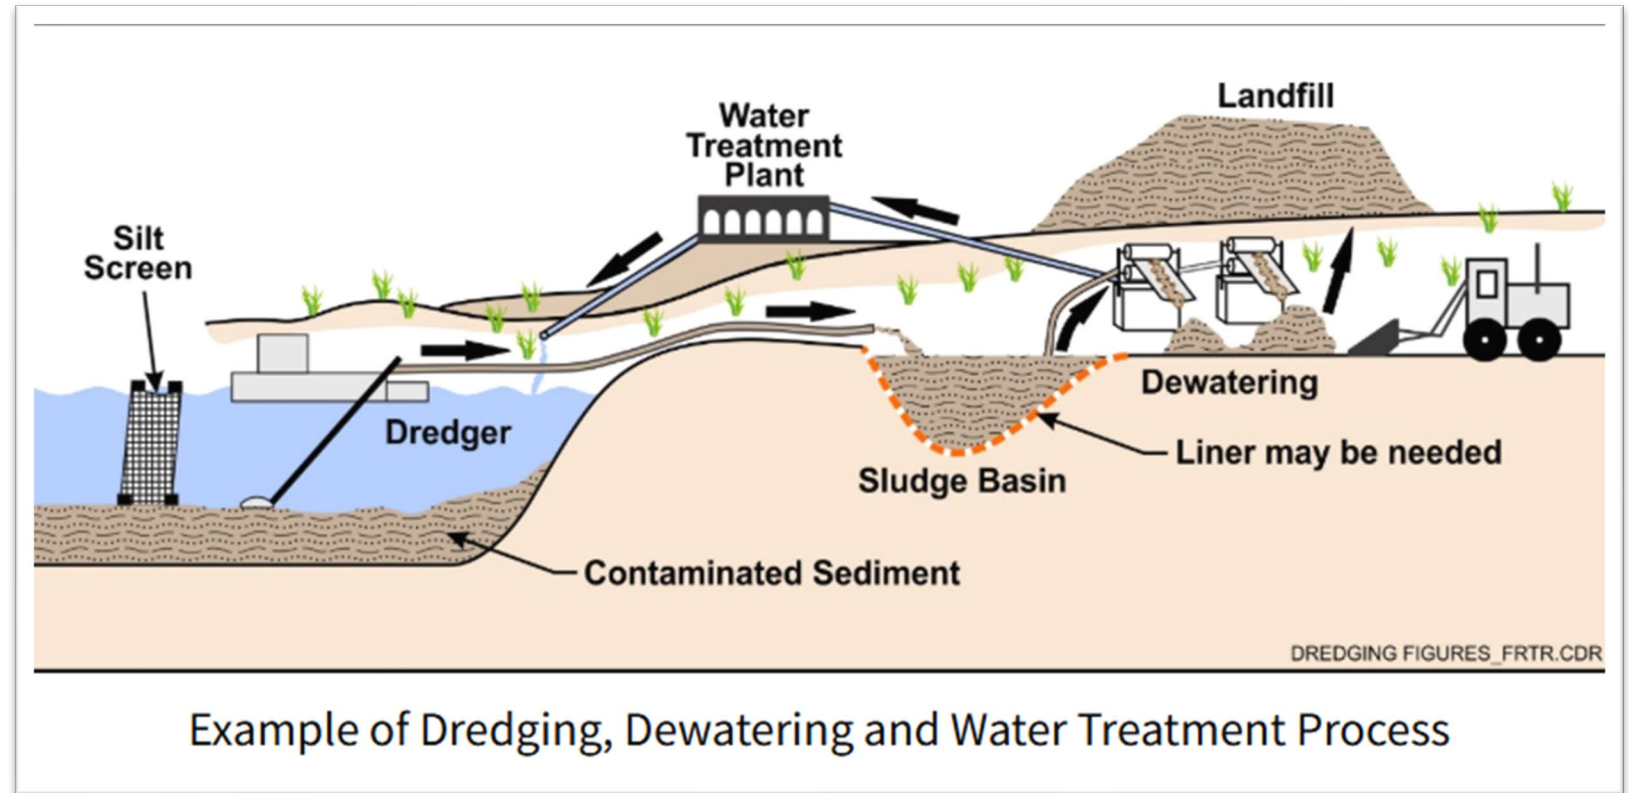 Landfill
Water
Treatment
Plant
Silt
Screen
Dredger
Dewatering
Liner may be needed
Sludge Basin
Contaminated Sediment
DREDGING FIGURES_FRTR.CDR
Example of Dredging, Dewatering and Water Treatment Process